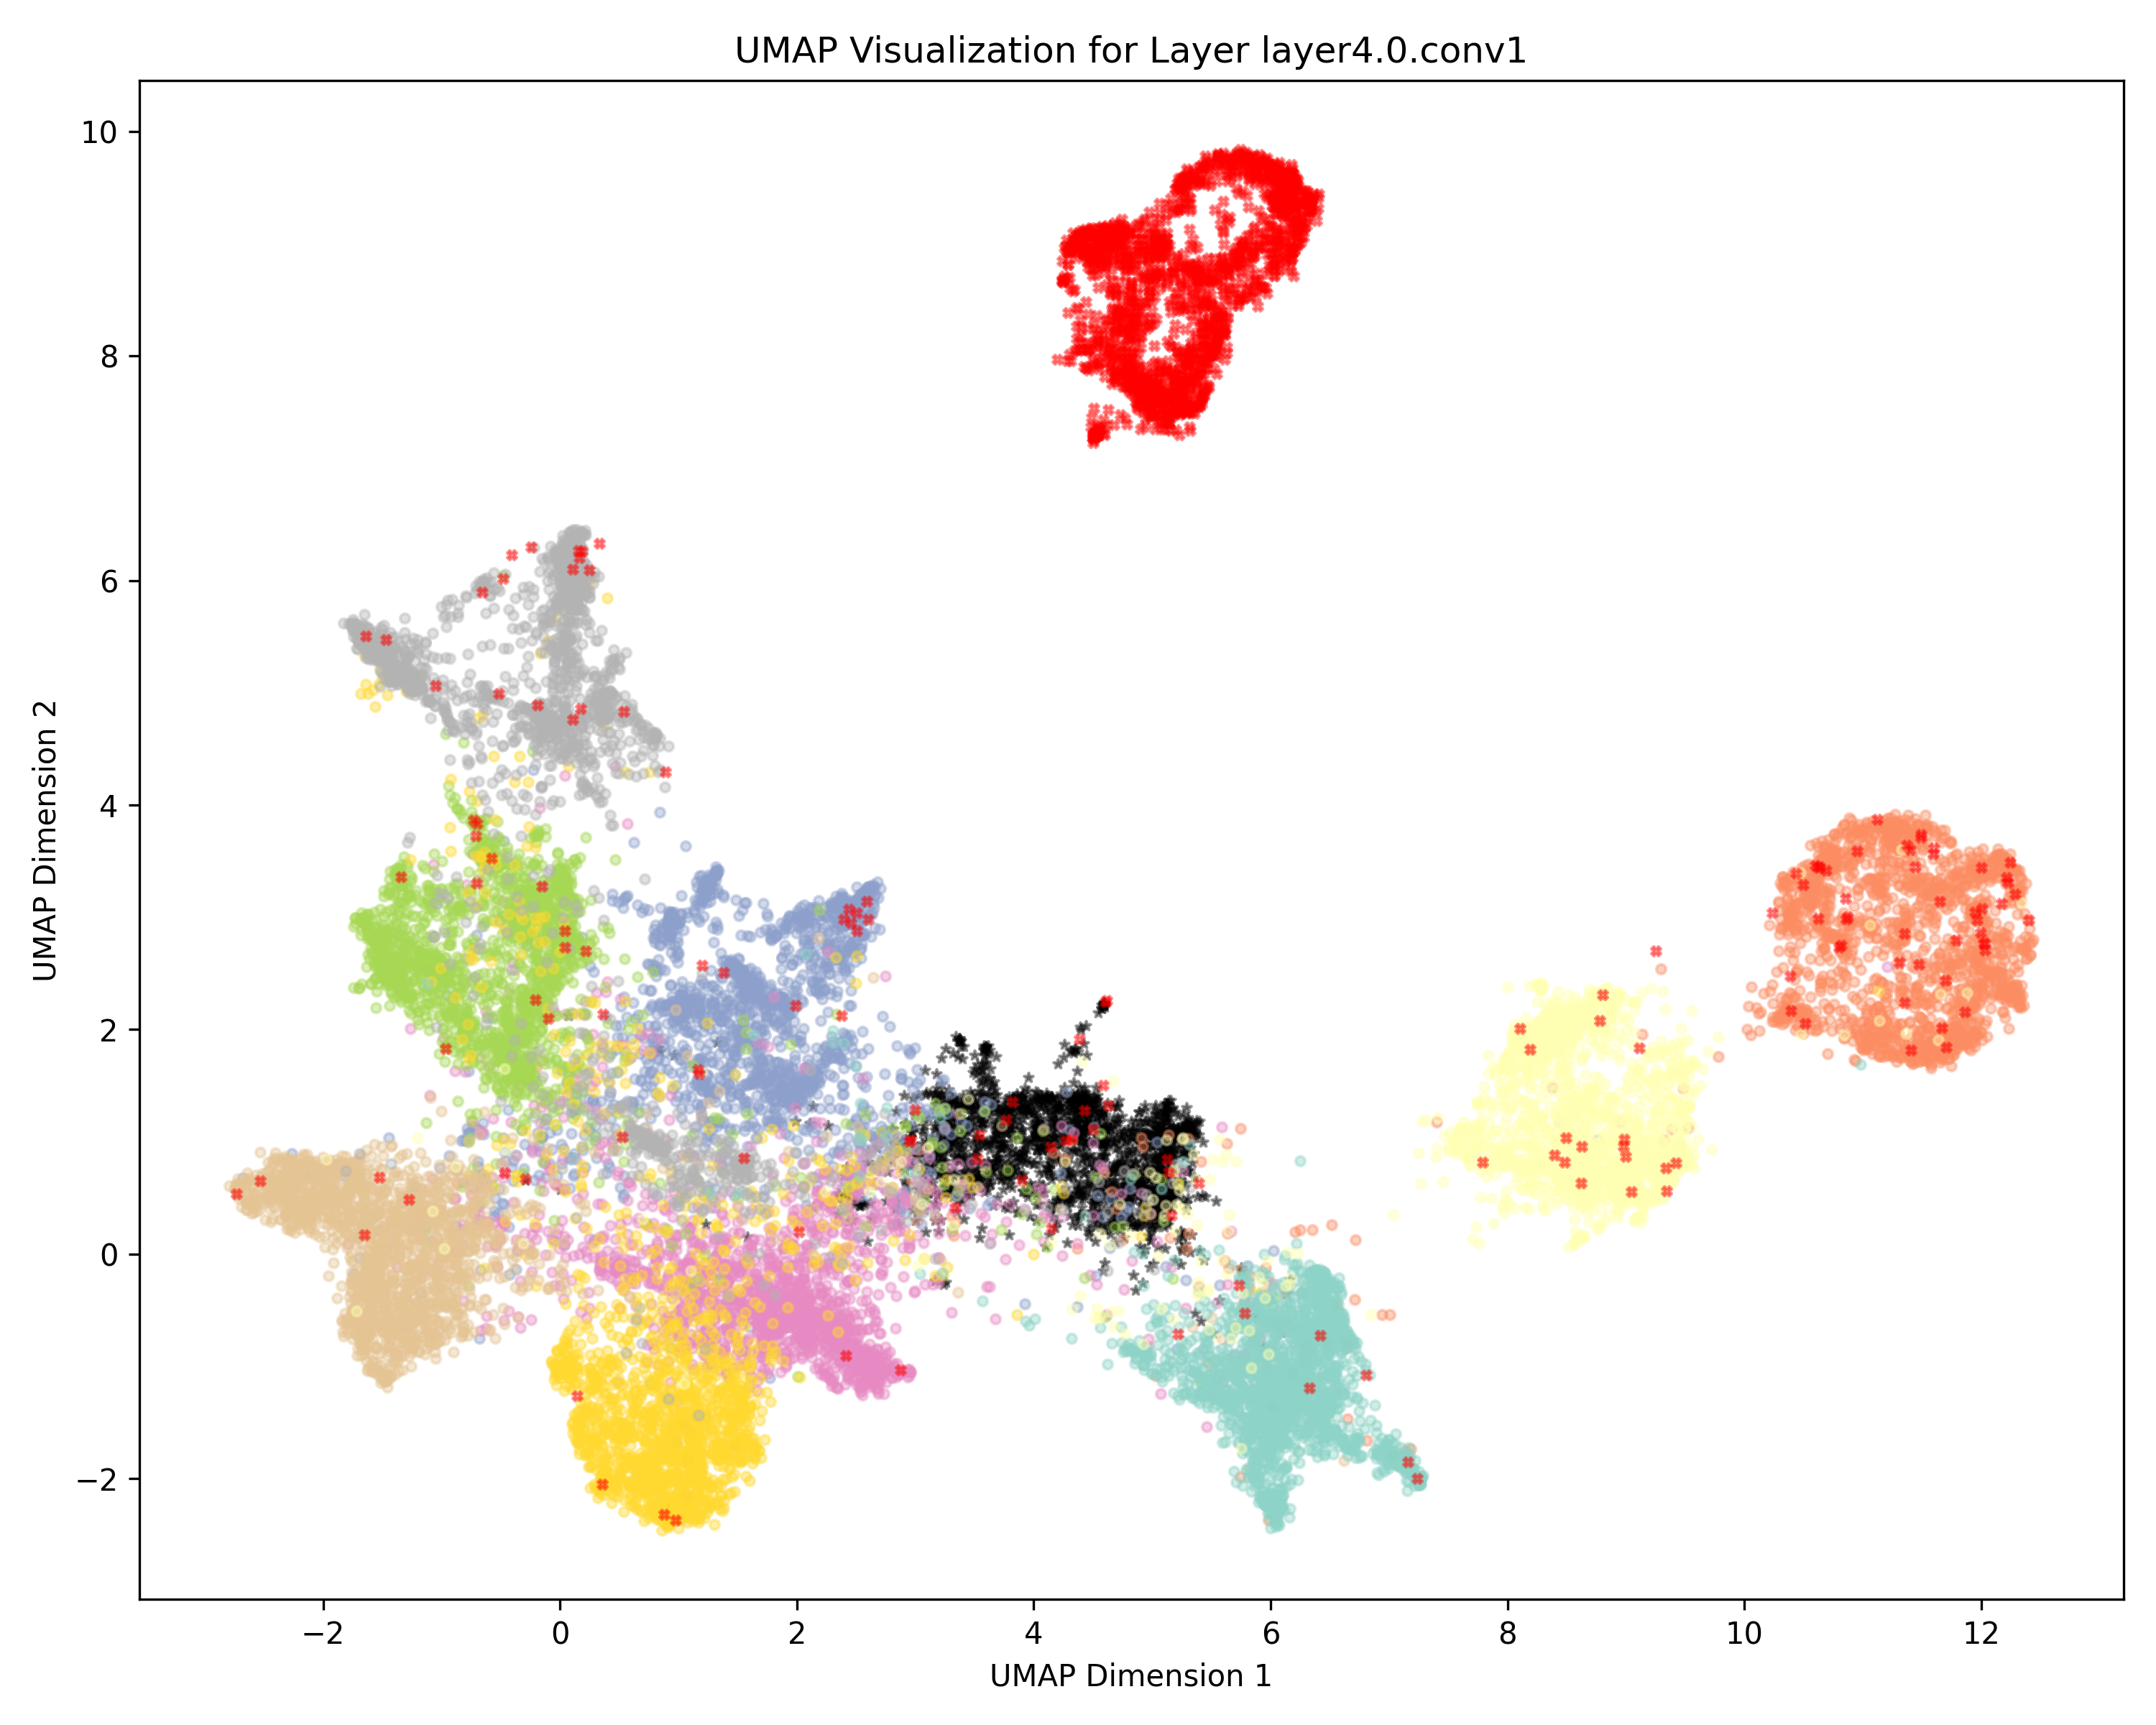 UMAP Visualization for Layer layer4.0.conv1
UMAP Dimension 2
10
8
6
4
2
0
−2
−2 0 2 4 6 8 10 12
UMAP Dimension 1